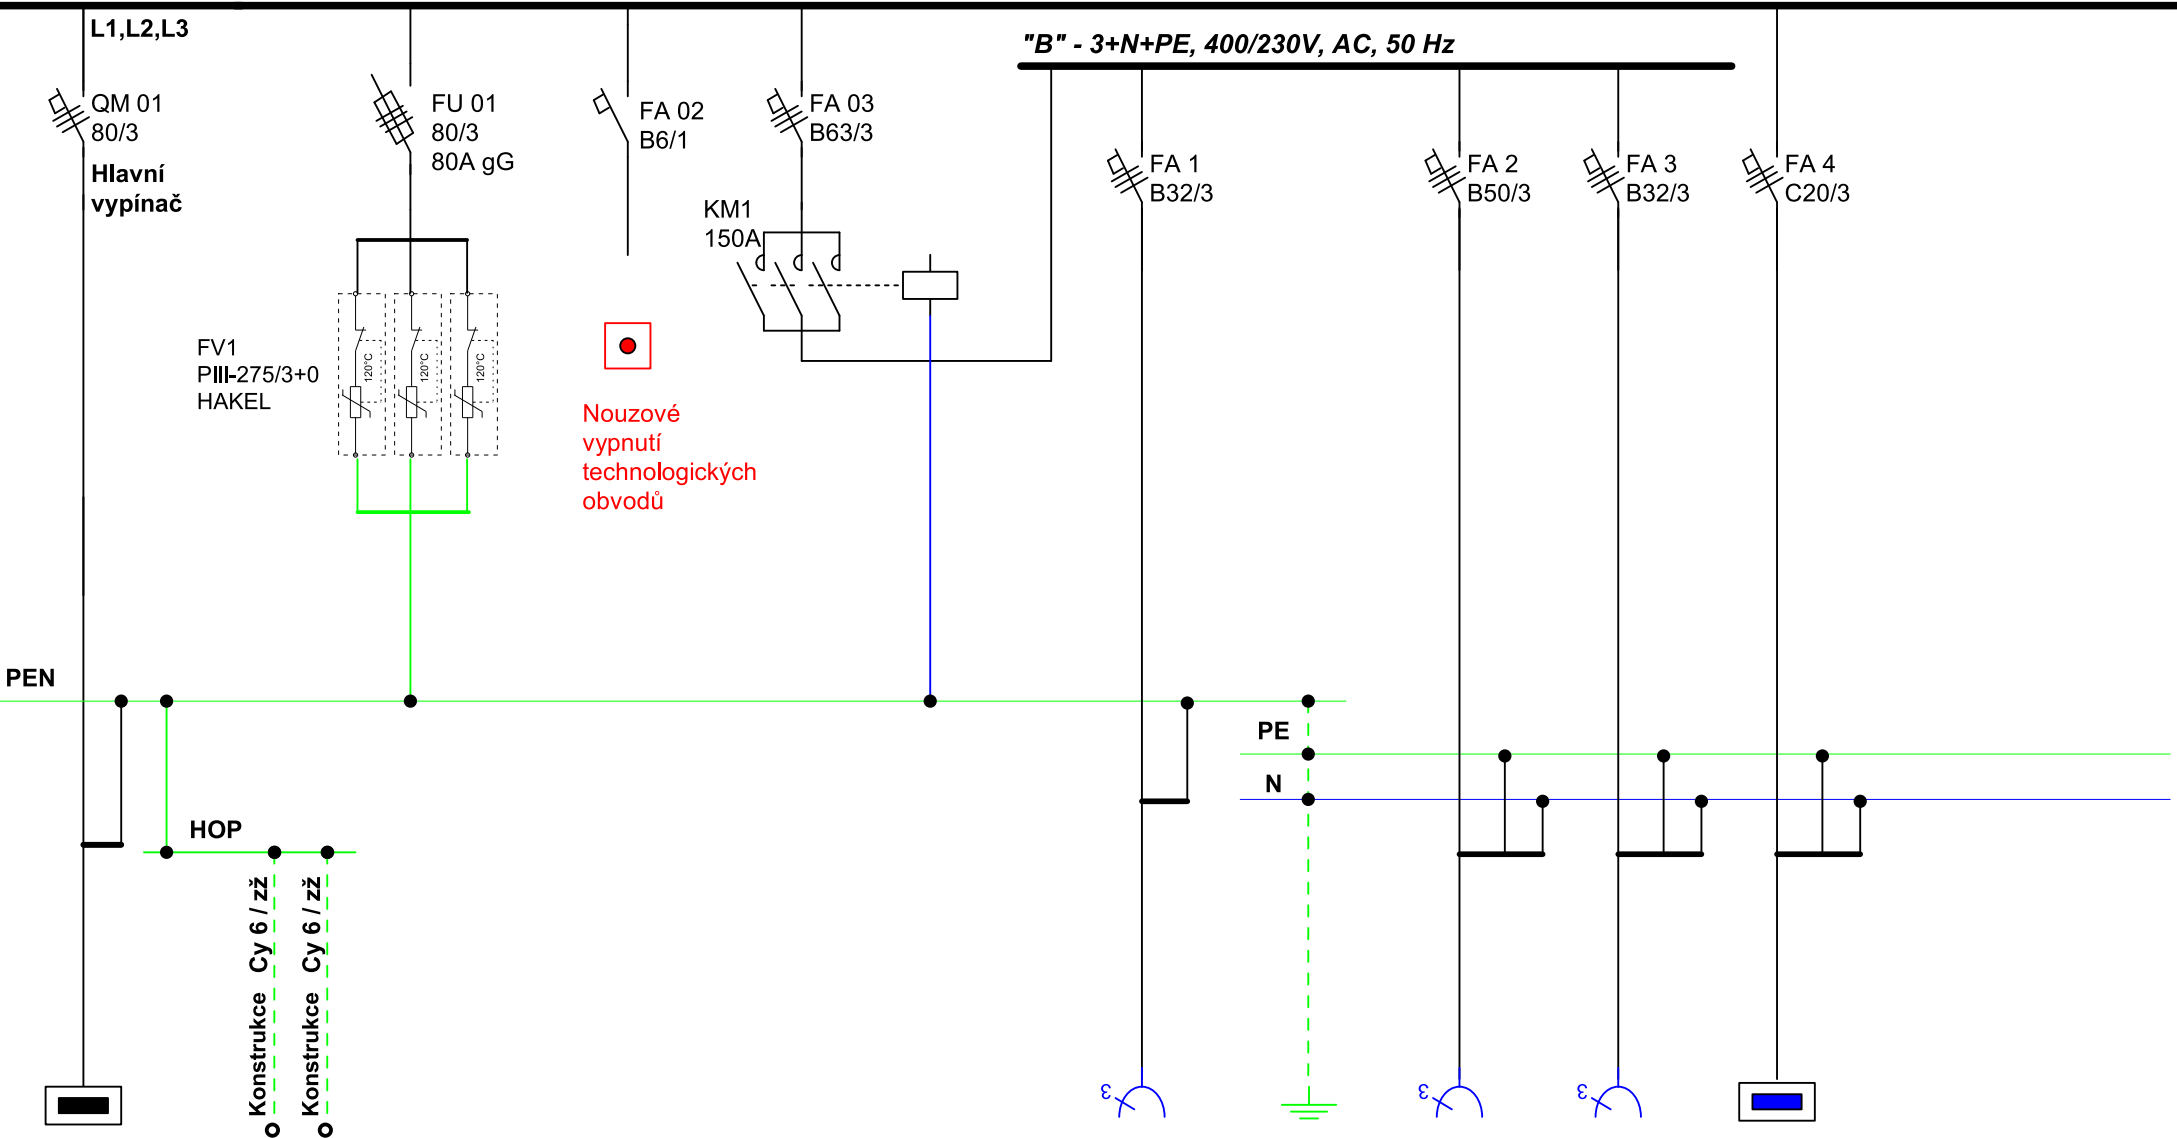 L1,L2,L3
"B" - 3+N+PE, 400/230V, AC, 50 Hz
QM 01
80/3
Hlavní
vypínač
FU 01
80/3
80A gG
FA 02
B6/1
FA 03
B63/3
FA 1
B32/3
FA 2
B50/3
FA 3
B32/3
FA 4
C20/3
KM1
150A
FV1
PIII-275/3+0
HAKEL
120°C
120°C
120°C
Nouzové
vypnutí
technologických
obvodů
PEN
PE
N
HOP
Konstrukce Cy 6 / zž
Konstrukce Cy 6 / zž
3
3
3